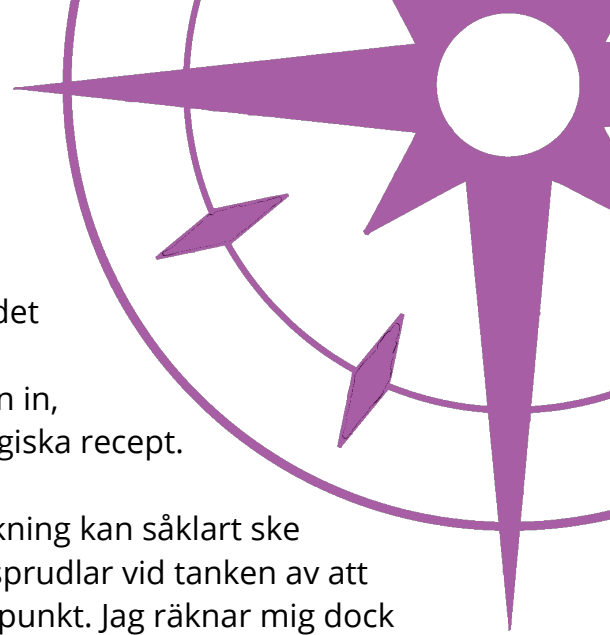 det
n in,
giska recept.
kning kan såklart ske
sprudlar vid tanken av att
punkt. Jag räknar mig dock